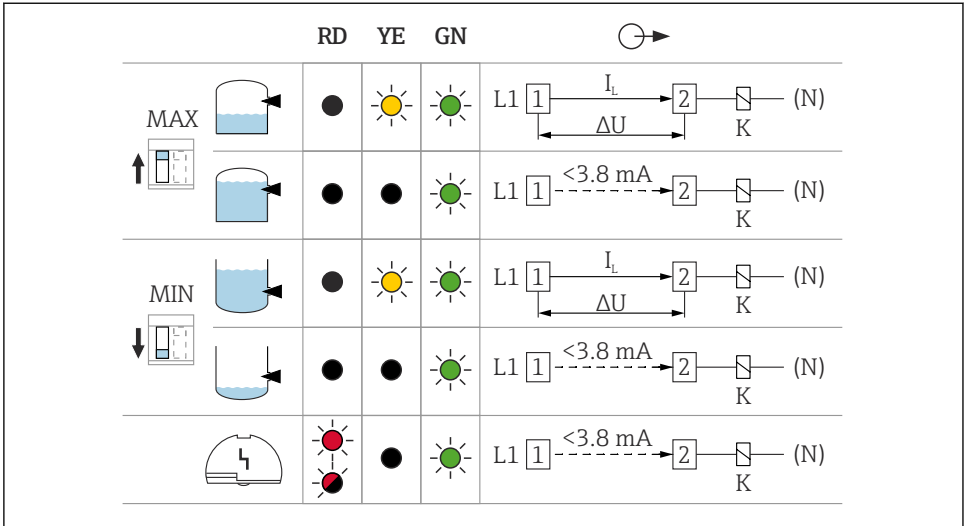 RD YE GN
MAX
L1 1 I_L 2 (N)
ΔU K
L1 1 <3.8 mA 2 (N)
K
MIN
L1 1 I_L 2 (N)
ΔU K
L1 1 <3.8 mA 2 (N)
K
L1 1 <3.8 mA 2 (N)
K